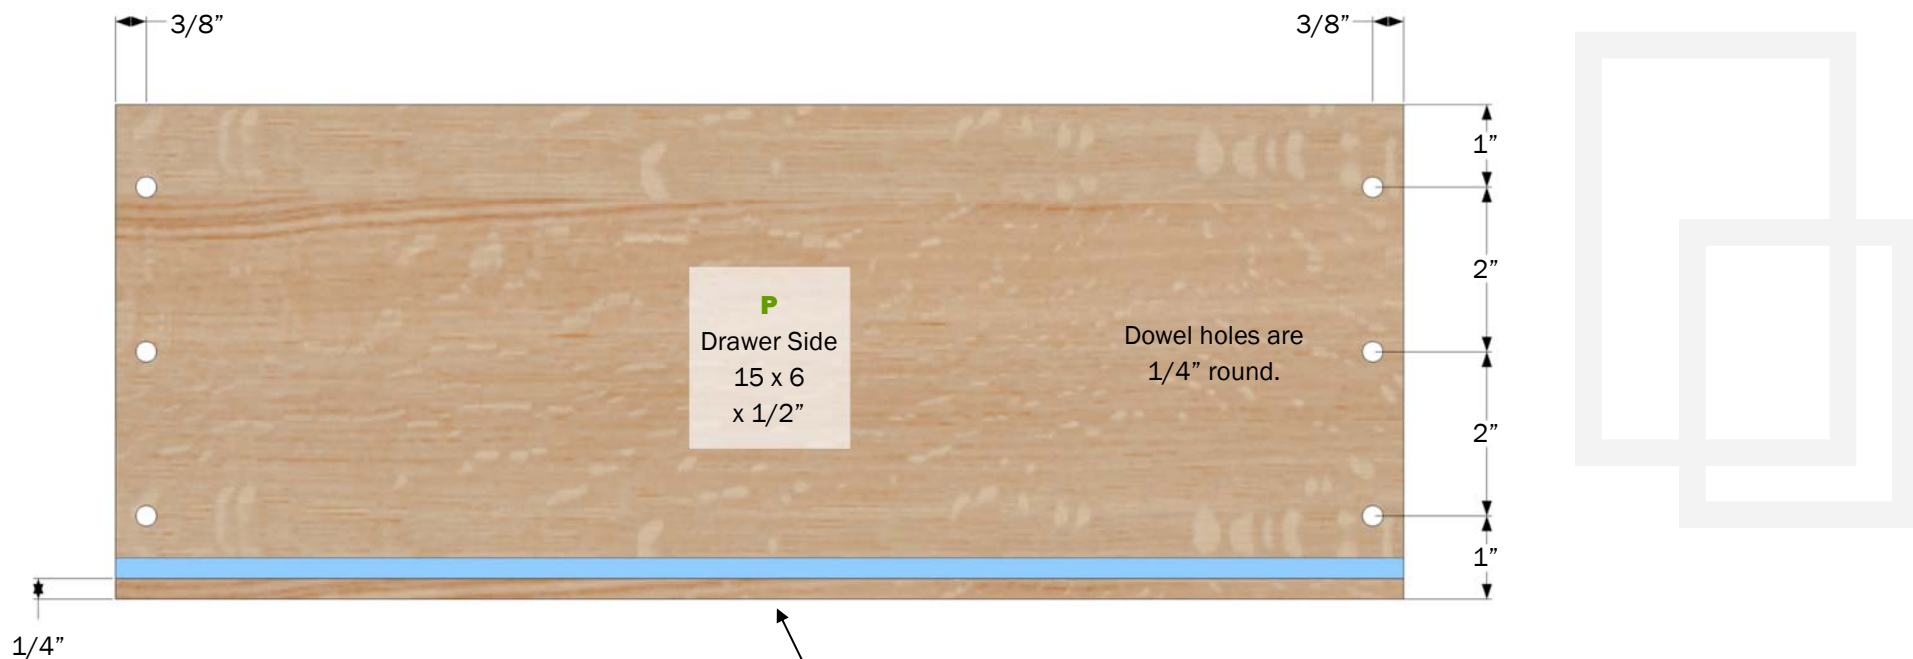 3/8”
3/8”
1”
2”
P
Drawer Side
15 x 6
x 1/2”
Dowel holes are
1/4” round.
2”
1”
1/4”